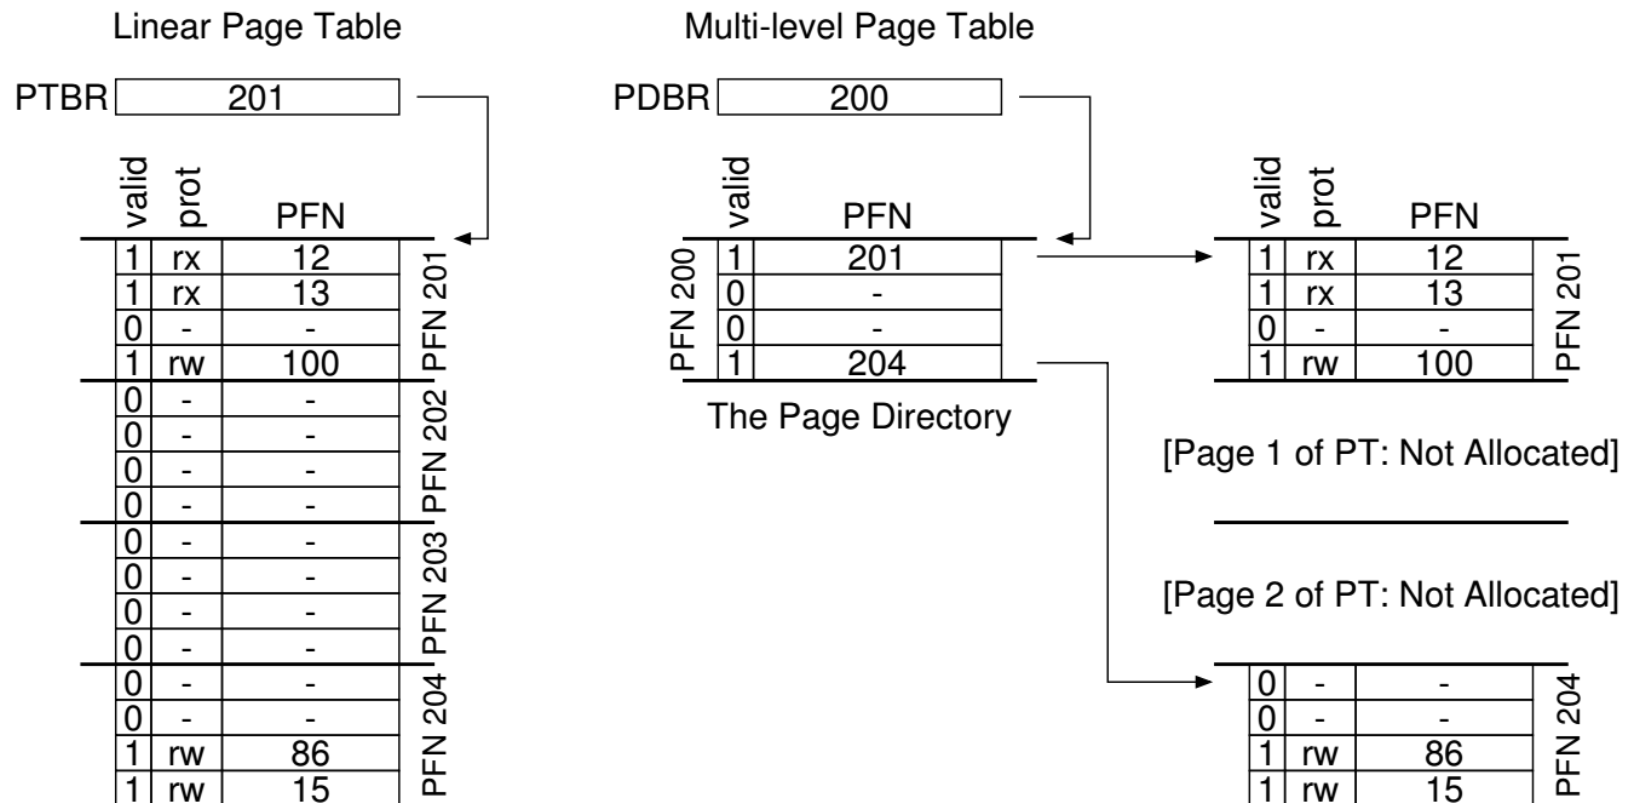 Linear Page Table
PTBR 201
valid prot PFN
1 rx 12
1 rx 13
0 - -
1 rw 100
PFN 201
0 - -
0 - -
0 - -
0 - -
PFN 202
0 - -
0 - -
0 - -
0 - -
PFN 203
0 - -
0 - -
1 rw 86
1 rw 15
PFN 204
Multi-level Page Table
PDBR 200
valid PFN
PFN 200
1 201
0 -
0 -
1 204
The Page Directory
valid prot PFN
1 rx 12
1 rx 13
0 - -
1 rw 100
PFN 201
[Page 1 of PT: Not Allocated]
[Page 2 of PT: Not Allocated]
0 - -
0 - -
1 rw 86
1 rw 15
PFN 204